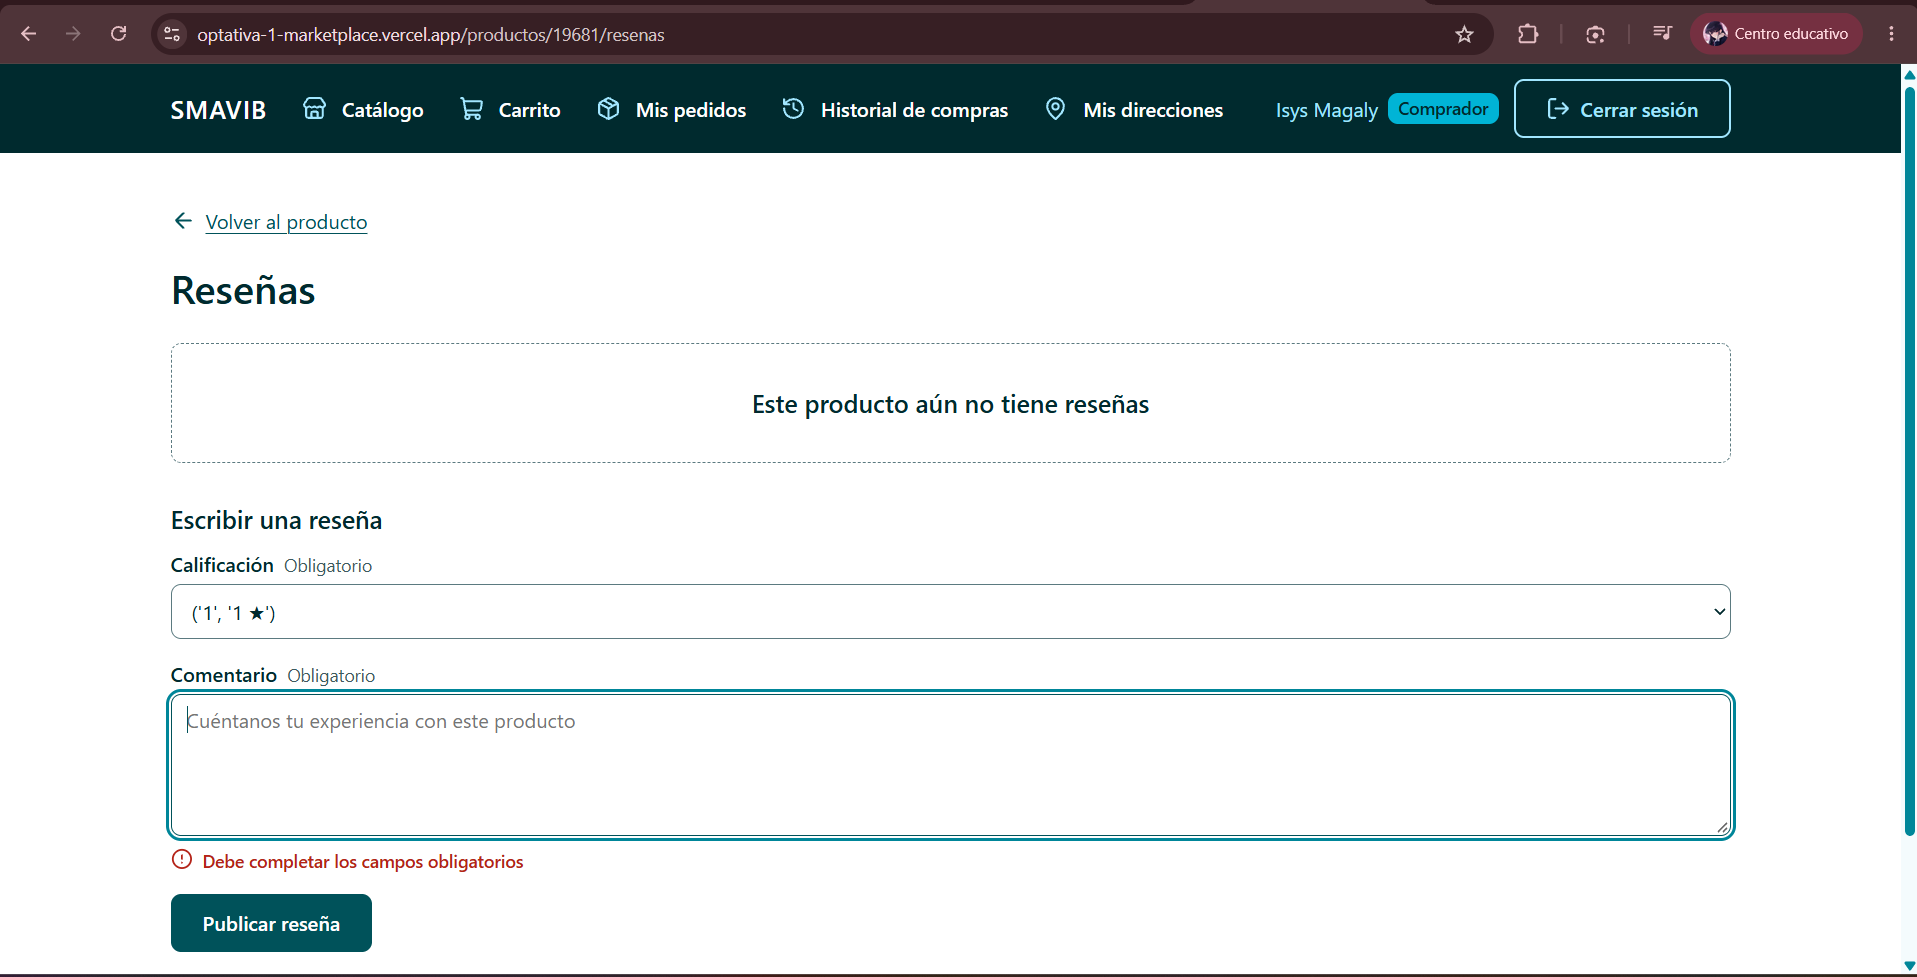 optativa-1-marketplace.vercel.app/productos/19681/resenas
Centro educativo
SMAVIB Catálogo Carrito Mis pedidos Historial de compras Mis direcciones Isys Magaly Comprador Cerrar sesión
Volver al producto
Reseñas
Este producto aún no tiene reseñas
Escribir una reseña
Calificación Obligatorio
('1', '1 ★')
Comentario Obligatorio
Cuéntanos tu experiencia con este producto
Debe completar los campos obligatorios
Publicar reseña